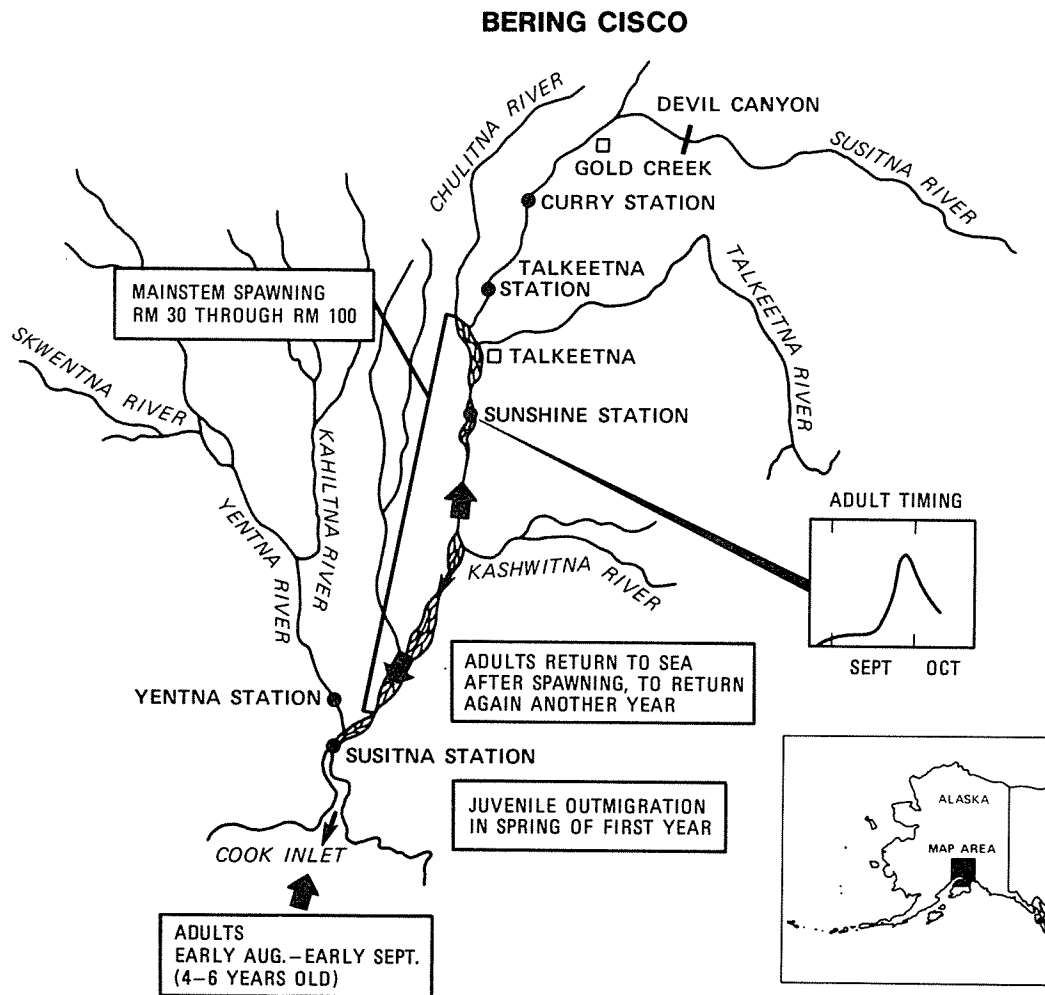 BERING CISCO
CHULITNA RIVER
DEVIL CANYON
SUSITNA RIVER
GOLD CREEK
CURRY STATION
TALKEETNA
STATION
TALKEETNA RIVER
MAINSTEM SPAWNING
RM 30 THROUGH RM 100
TALKEETNA
SKWENTNA RIVER
SUNSHINE STATION
KAHILTNA RIVER
YENTNA RIVER
ADULT TIMING
SEPT OCT
KASHWITNA RIVER
ADULTS RETURN TO SEA
AFTER SPAWNING, TO RETURN
AGAIN ANOTHER YEAR
YENTNA STATION
SUSITNA STATION
JUVENILE OUTMIGRATION
IN SPRING OF FIRST YEAR
COOK INLET
ALASKA
MAP AREA
ADULTS
EARLY AUG.–EARLY SEPT.
(4–6 YEARS OLD)